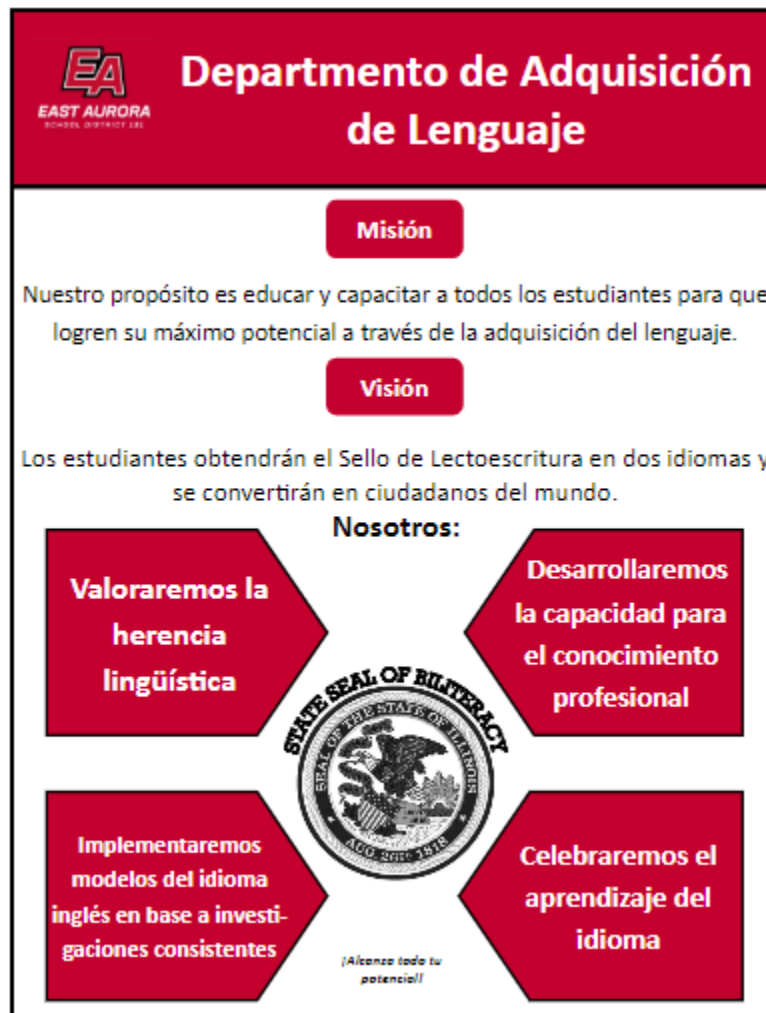 EA
EAST AURORA
SCHOOL DISTRICT 131
Departmento de Adquisición
de Lenguaje
Misión
Nuestro propósito es educar y capacitar a todos los estudiantes para que
logren su máximo potencial a través de la adquisición del lenguaje.
Visión
Los estudiantes obtendrán el Sello de Lectoescritura en dos idiomas y
se convertirán en ciudadanos del mundo.
Nosotros:
Valoraremos la
herencia
lingüística
Desarrollaremos
la capacidad para
el conocimiento
profesional
STATE SEAL OF BILITERACY
SEAL OF THE STATE OF ILLINOIS
AUG. 26TH 1818
Implementaremos
modelos del idioma
inglés en base a investi-
gaciones consistentes
Celebraremos el
aprendizaje del
idioma
¡Alcanza todo tu
potencial!